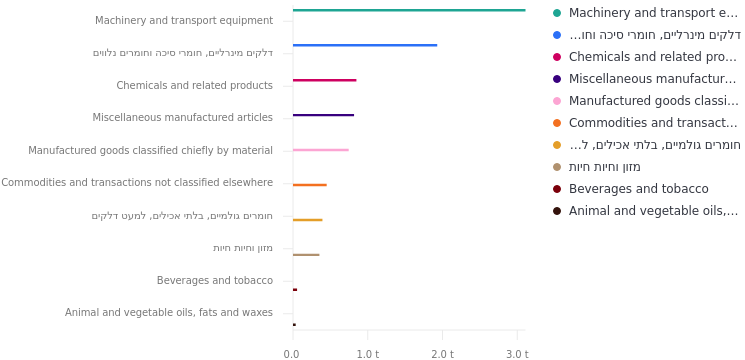 Machinery and transport equipment
דלקים מינרליים, חומרי סיכה וחומרים נלווים
Chemicals and related products
Miscellaneous manufactured articles
Manufactured goods classified chiefly by material
Commodities and transactions not classified elsewhere
חומרים גולמיים, בלתי אכילים, למעט דלקים
מזון וחיות חיות
Beverages and tobacco
Animal and vegetable oils, fats and waxes
0.0
1.0 t
2.0 t
3.0 t
Machinery and transport e...
דלקים מינרליים, חומרי סיכה וחו...
Chemicals and related pro...
Miscellaneous manufactur...
Manufactured goods classi...
Commodities and transact...
חומרים גולמיים, בלתי אכילים, ל...
מזון וחיות חיות
Beverages and tobacco
Animal and vegetable oils,...